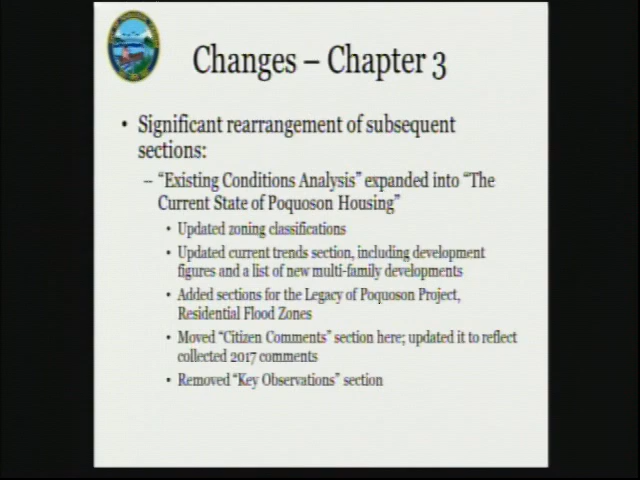 Changes – Chapter 3
• Significant rearrangement of subsequent
sections:
– “Existing Conditions Analysis” expanded into “The
Current State of Poquoson Housing”
• Updated zoning classifications
• Updated current trends section, including development
figures and a list of new multi-family developments
• Added sections for the Legacy of Poquoson Project,
Residential Flood Zones
• Moved “Citizen Comments” section here; updated it to reflect
collected 2017 comments
• Removed “Key Observations” section